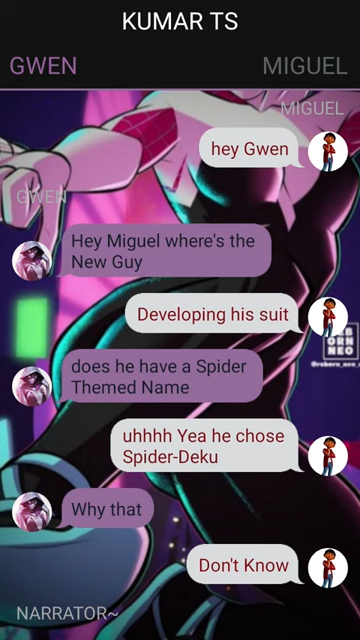 KUMAR TS
GWEN MIGUEL
MIGUEL
hey Gwen
GWEN
Hey Miguel where's the
New Guy
Developing his suit
does he have a Spider
Themed Name
uhhhh Yea he chose
Spider-Deku
Why that
Don't Know
NARRATOR~